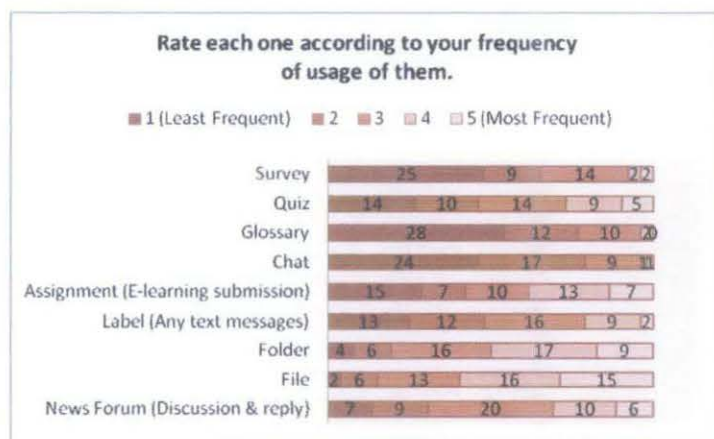 Rate each one according to your frequency
of usage of them.
1 (Least Frequent) 2 3 4 5 (Most Frequent)
Survey 25 9 14 2 2
Quiz 14 10 14 9 5
Glossary 28 12 10 2 0
Chat 24 17 9 1 1
Assignment (E-learning submission) 15 7 10 13 7
Label (Any text messages) 13 12 16 9 2
Folder 4 6 16 17 9
File 2 6 13 16 15
News Forum (Discussion & reply) 7 9 20 10 6